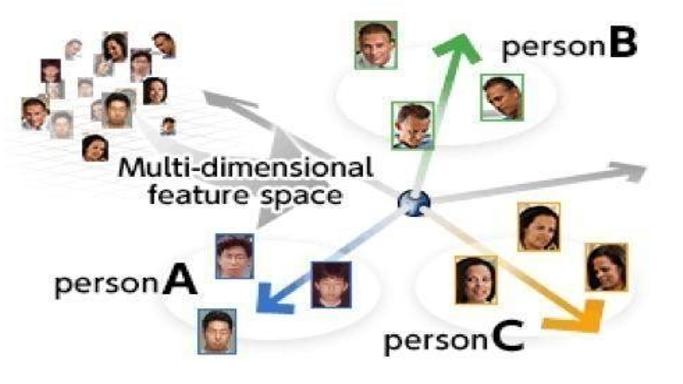 person B
Multi-dimensional
feature space
person A
person C